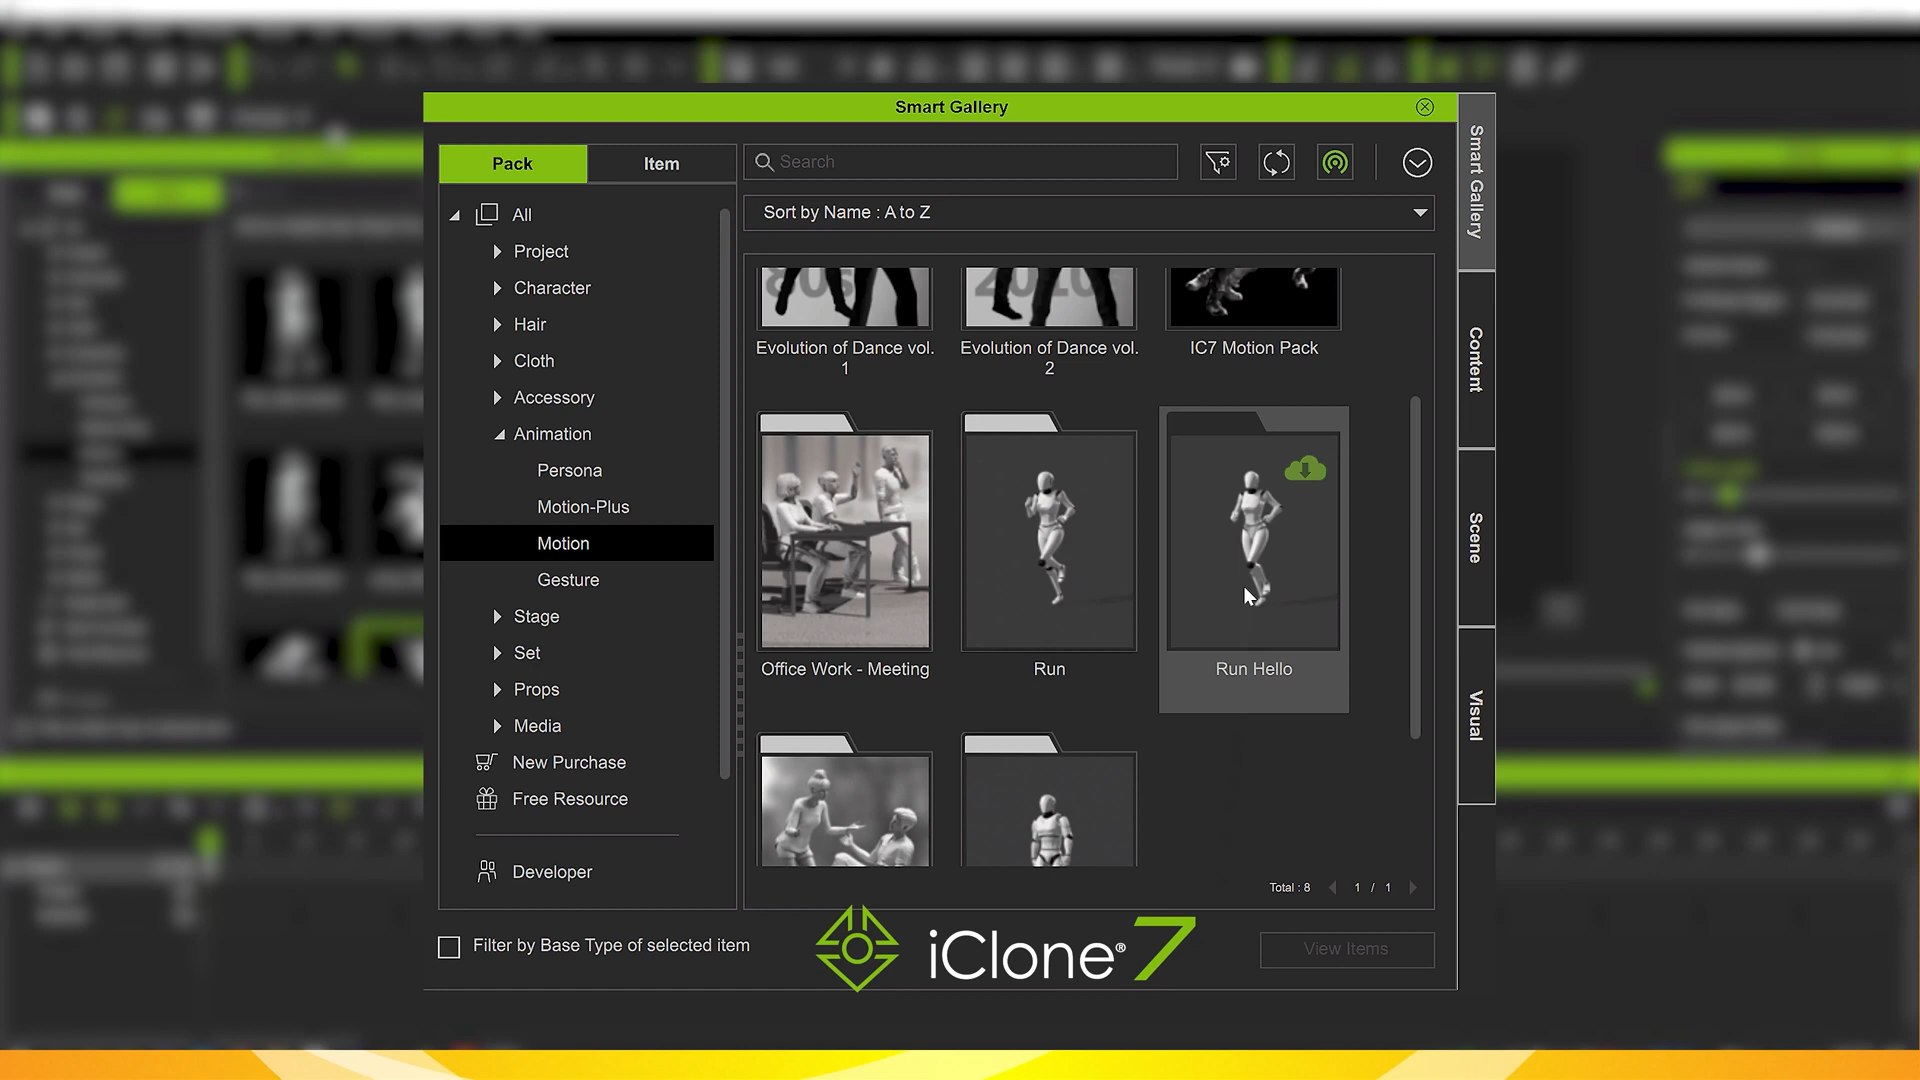 Smart Gallery
Pack
Item
Search
Sort by Name : A to Z
All
Project
Character
Hair
Cloth
Accessory
Animation
Persona
Motion-Plus
Motion
Gesture
Stage
Set
Props
Media
New Purchase
Free Resource
Developer
80s
2010
Evolution of Dance vol.
1
Evolution of Dance vol.
2
IC7 Motion Pack
Office Work - Meeting
Run
Run Hello
Total : 8
1 / 1
Filter by Base Type of selected item
iClone® 7
View Items
Smart Gallery
Content
Scene
Visual